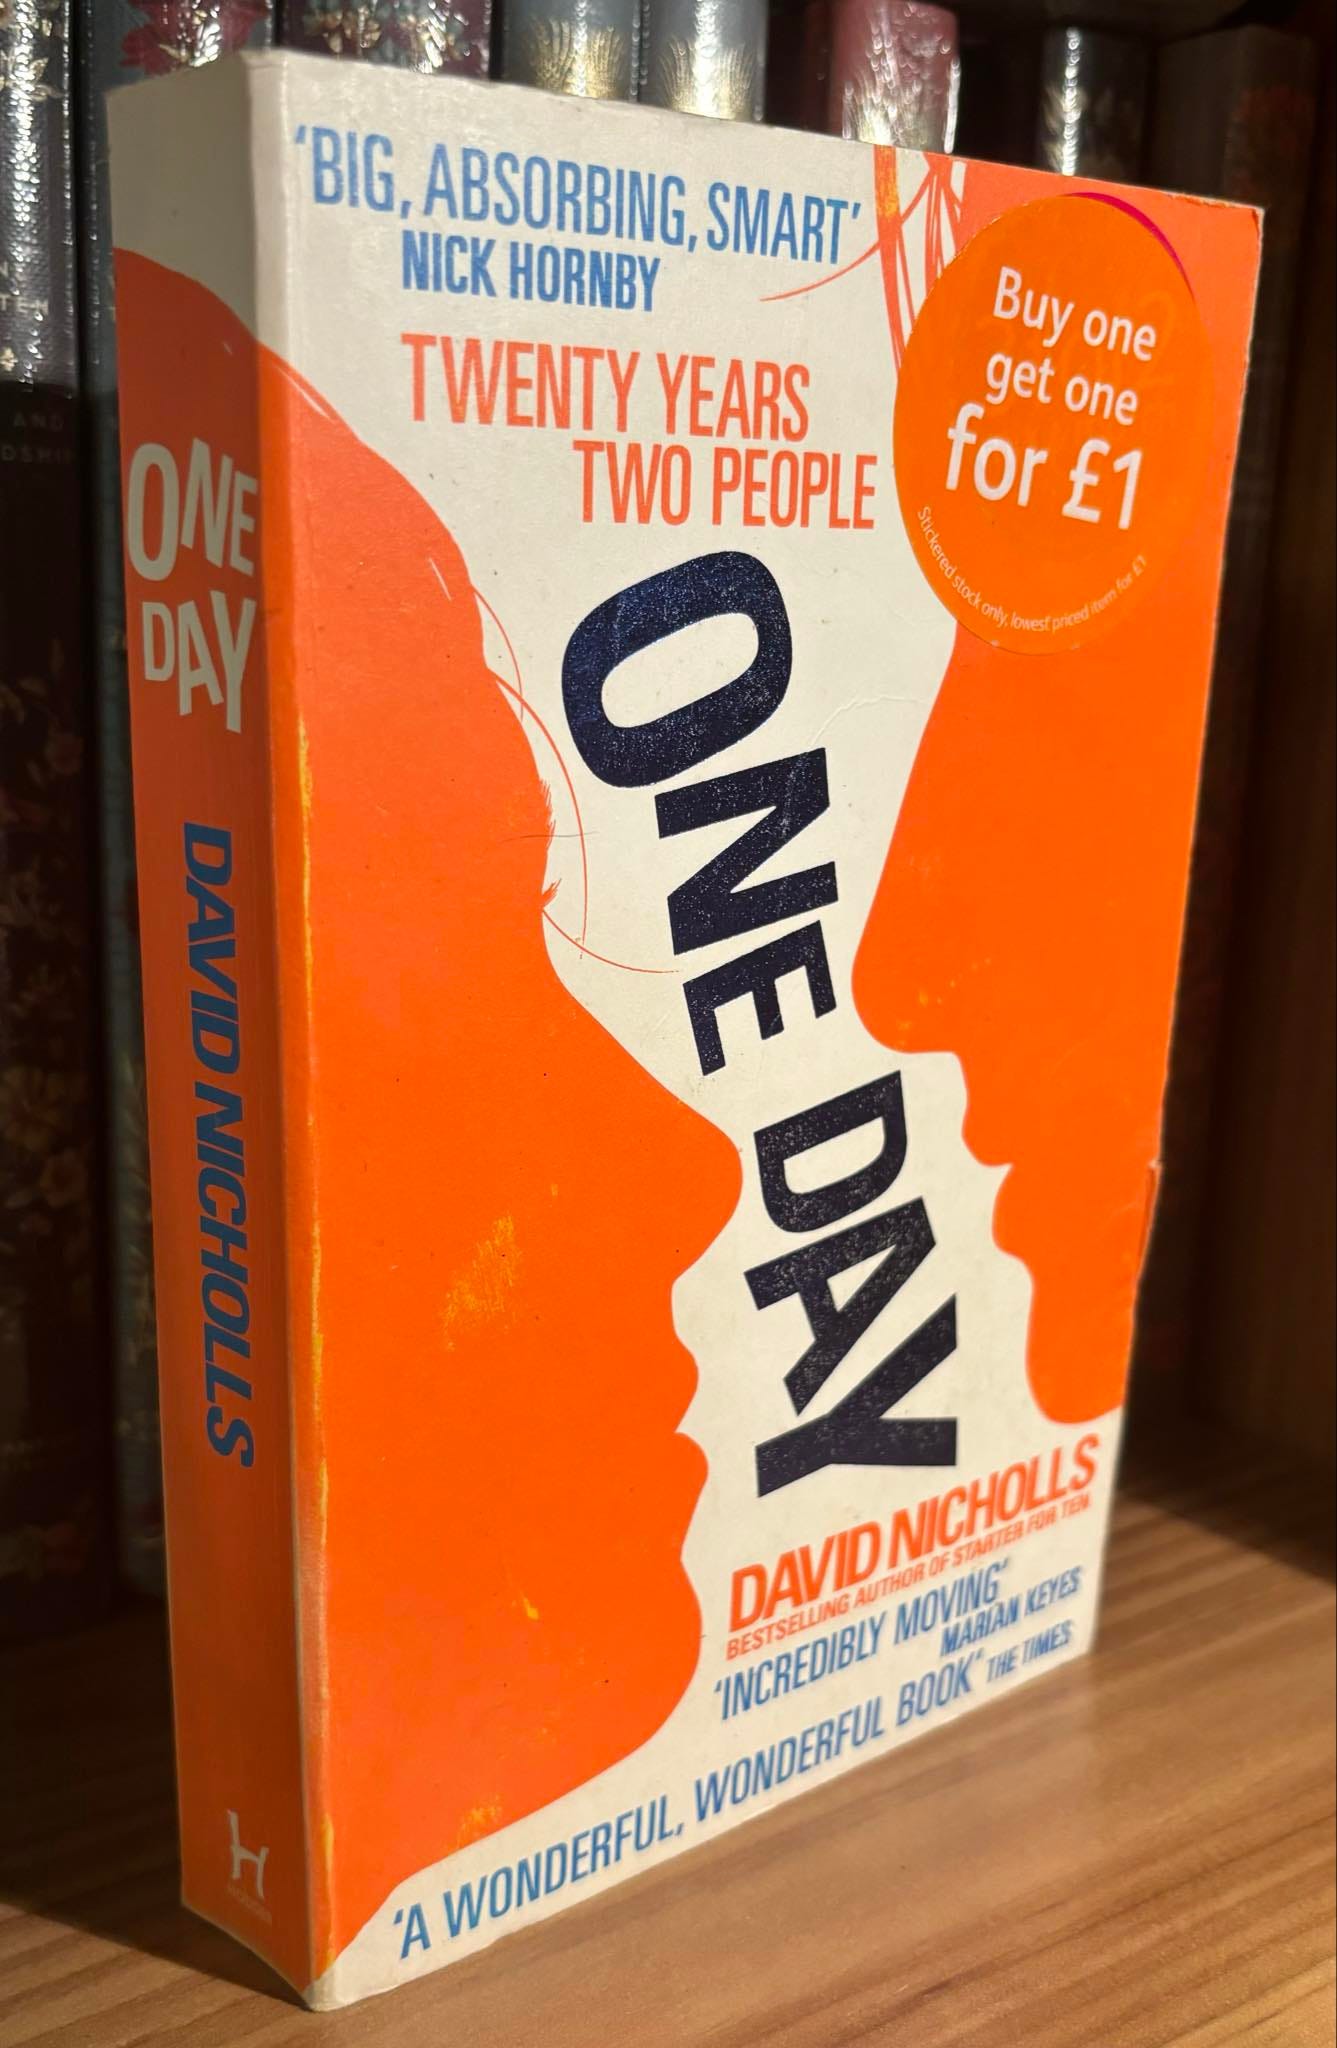 'BIG, ABSORBING, SMART'
NICK HORNBY
TWENTY YEARS
TWO PEOPLE
Buy one
get one
for £1
Stickered stock only, lowest priced item for £1
ONE DAY
DAVID NICHOLLS
BESTSELLING AUTHOR OF STARTER FOR TEN
'INCREDIBLY MOVING'
MARIAN KEYES
'A WONDERFUL, WONDERFUL BOOK' THE TIMES
ONE
DAY
DAVID NICHOLLS
AND